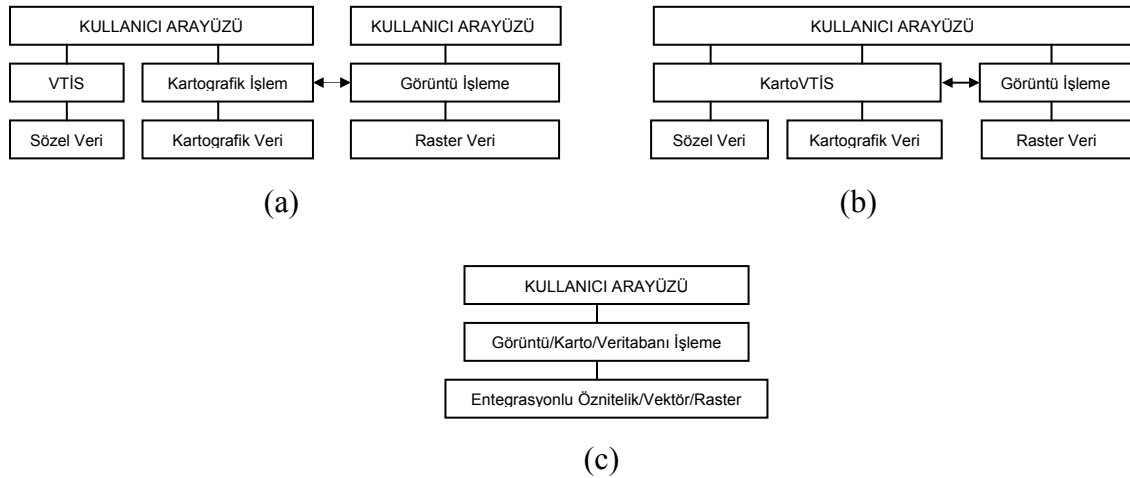 KULLANICI ARAYÜZÜ
KULLANICI ARAYÜZÜ
VTİS
Kartografik İşlem
Görüntü İşleme
Sözel Veri
Kartografik Veri
Raster Veri
(a)
KULLANICI ARAYÜZÜ
KartoVTİS
Görüntü İşleme
Sözel Veri
Kartografik Veri
Raster Veri
(b)
KULLANICI ARAYÜZÜ
Görüntü/Karto/Veritabanı İşleme
Entegrasyonlu Öznitelik/Vektör/Raster
(c)